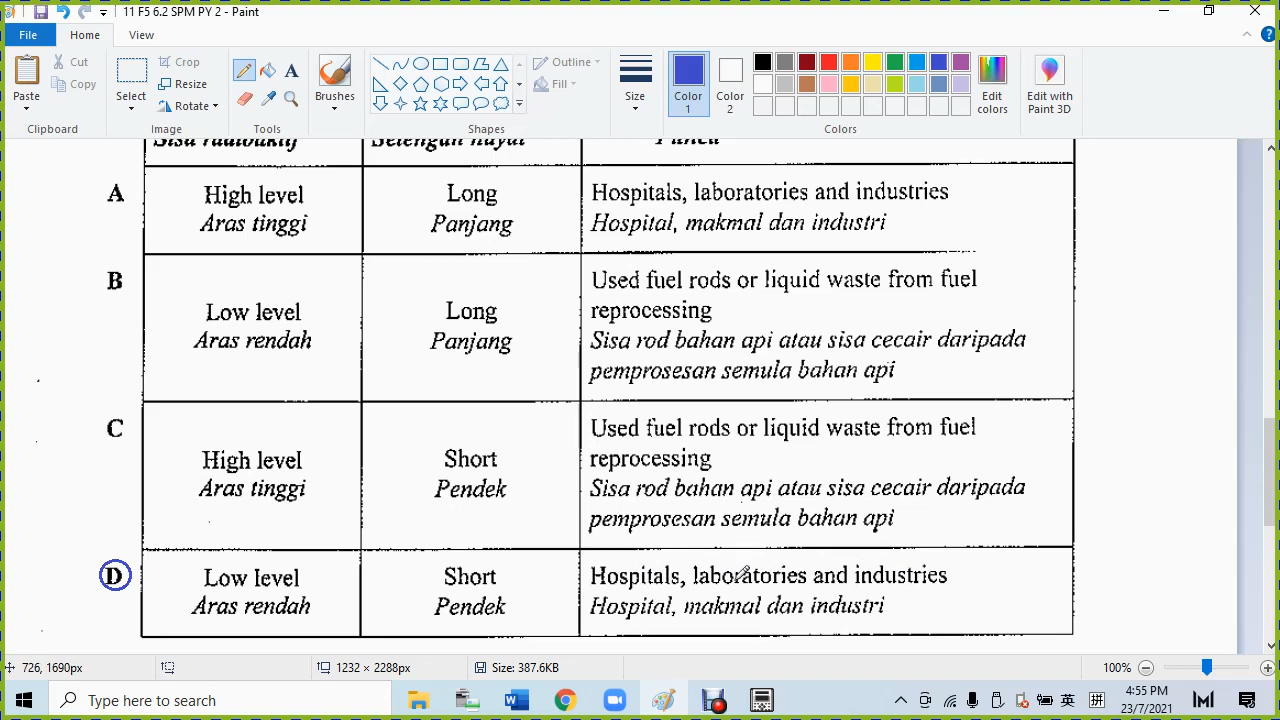 11 F5 6.2 SPM PY 2 - Paint
File Home View
Paste
Cut
Copy
Clipboard
Select
Crop
Resize
Rotate
Image
A
Tools
Brushes
Outline
Fill
Shapes
Size
Color 1
Color 2
Edit colors
Edit with Paint 3D
Colors
Sisa radioaktif Setengah hayat Punca
A
High level
Aras tinggi
Long
Panjang
Hospitals, laboratories and industries
Hospital, makmal dan industri
B
Low level
Aras rendah
Long
Panjang
Used fuel rods or liquid waste from fuel
reprocessing
Sisa rod bahan api atau sisa cecair daripada
pemprosesan semula bahan api
C
High level
Aras tinggi
Short
Pendek
Used fuel rods or liquid waste from fuel
reprocessing
Sisa rod bahan api atau sisa cecair daripada
pemprosesan semula bahan api
D
Low level
Aras rendah
Short
Pendek
Hospitals, laboratories and industries
Hospital, makmal dan industri
726, 1690px 1232 × 2288px Size: 387.6KB 100%
Type here to search
英 拼
4:55 PM
23/7/2021